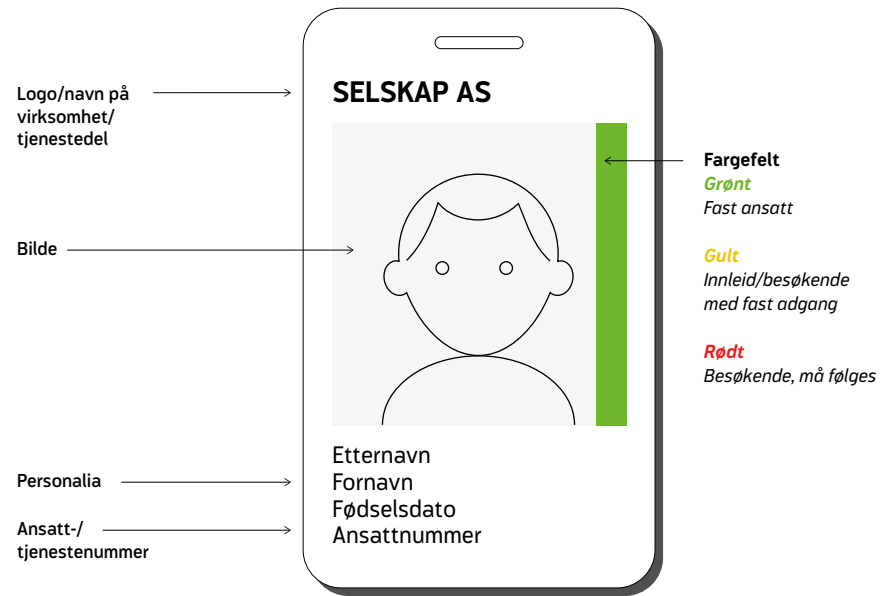 Logo/navn på
virksomhet/
tjenestedel
Bilde
Personalia
Ansatt-/
tjenestenummer
SELSKAP AS
Etternavn
Fornavn
Fødselsdato
Ansattnummer
Fargefelt
Grønt
Fast ansatt
Gult
Innleid/besøkende
med fast adgang
Rødt
Besøkende, må følges